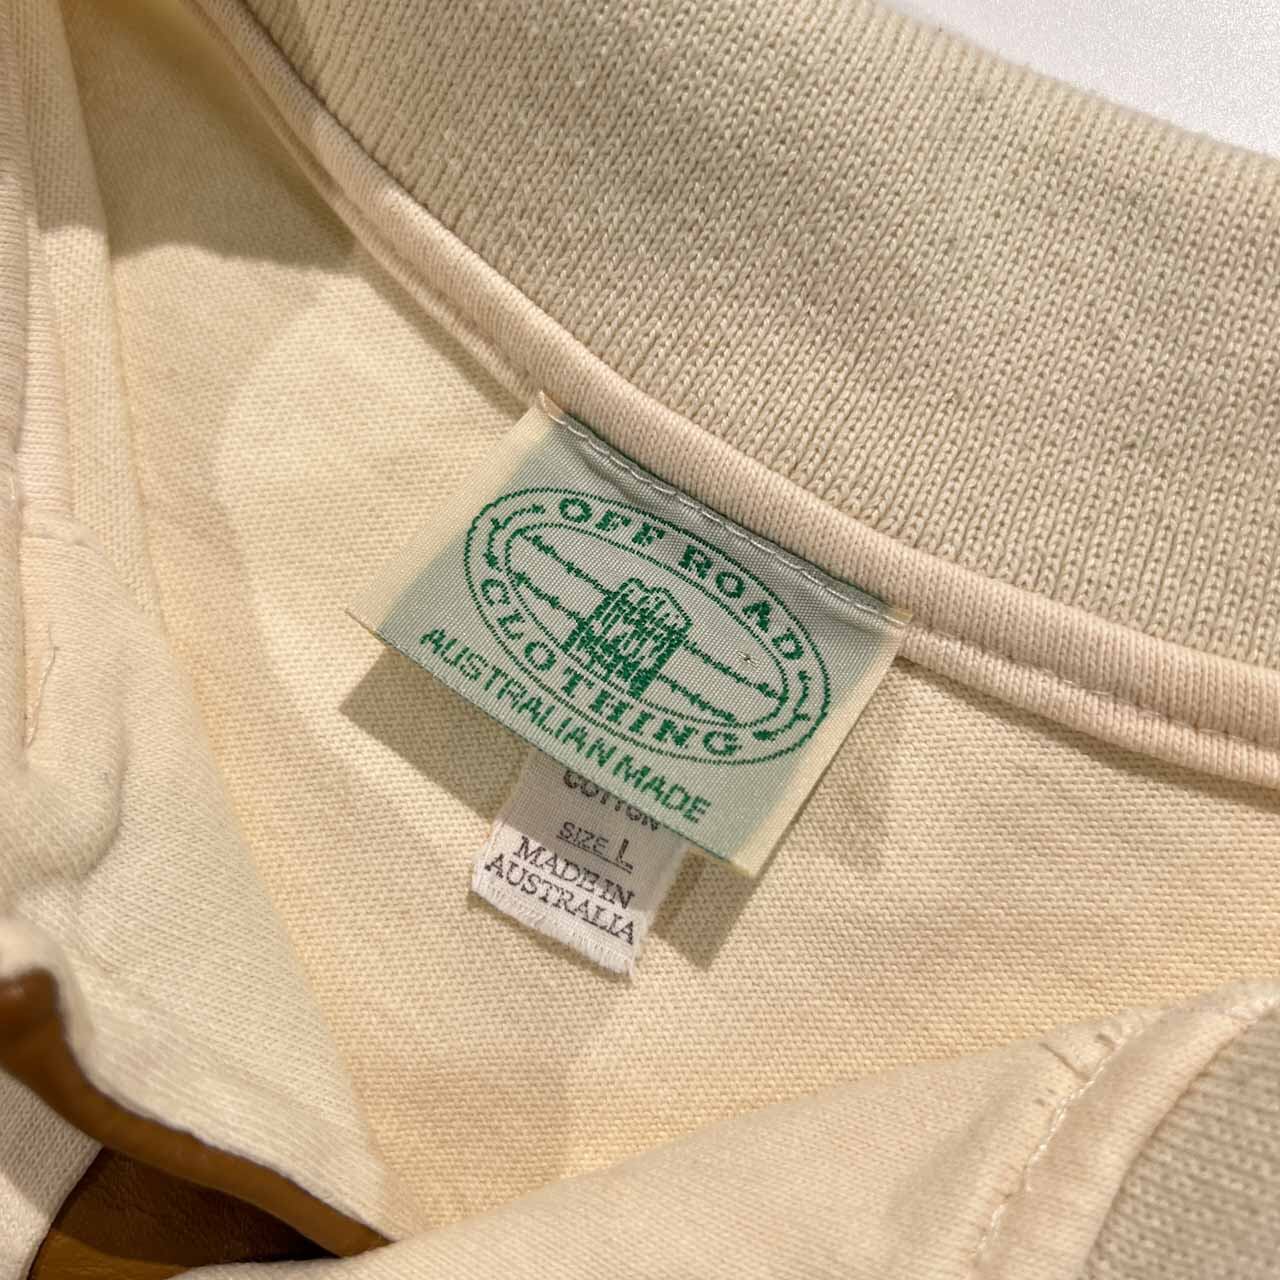 OFF ROAD
CLOTHING
AUSTRALIAN MADE
COTTON
SIZE L
MADE IN
AUSTRALIA